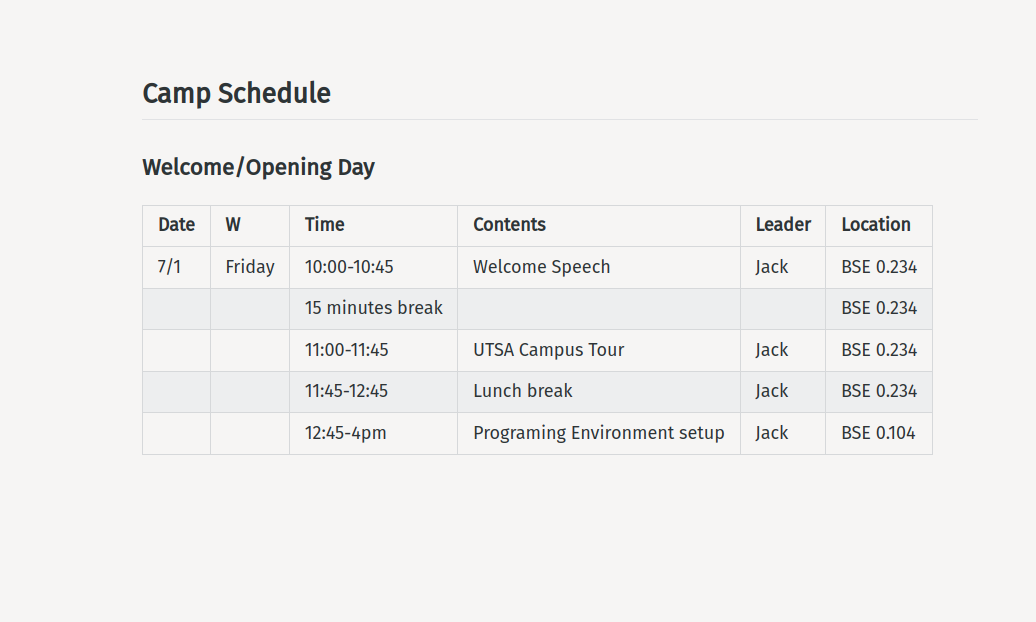 Camp Schedule
Welcome/Opening Day
Date W Time Contents Leader Location
7/1 Friday 10:00-10:45 Welcome Speech Jack BSE 0.234
15 minutes break BSE 0.234
11:00-11:45 UTSA Campus Tour Jack BSE 0.234
11:45-12:45 Lunch break Jack BSE 0.234
12:45-4pm Programing Environment setup Jack BSE 0.104